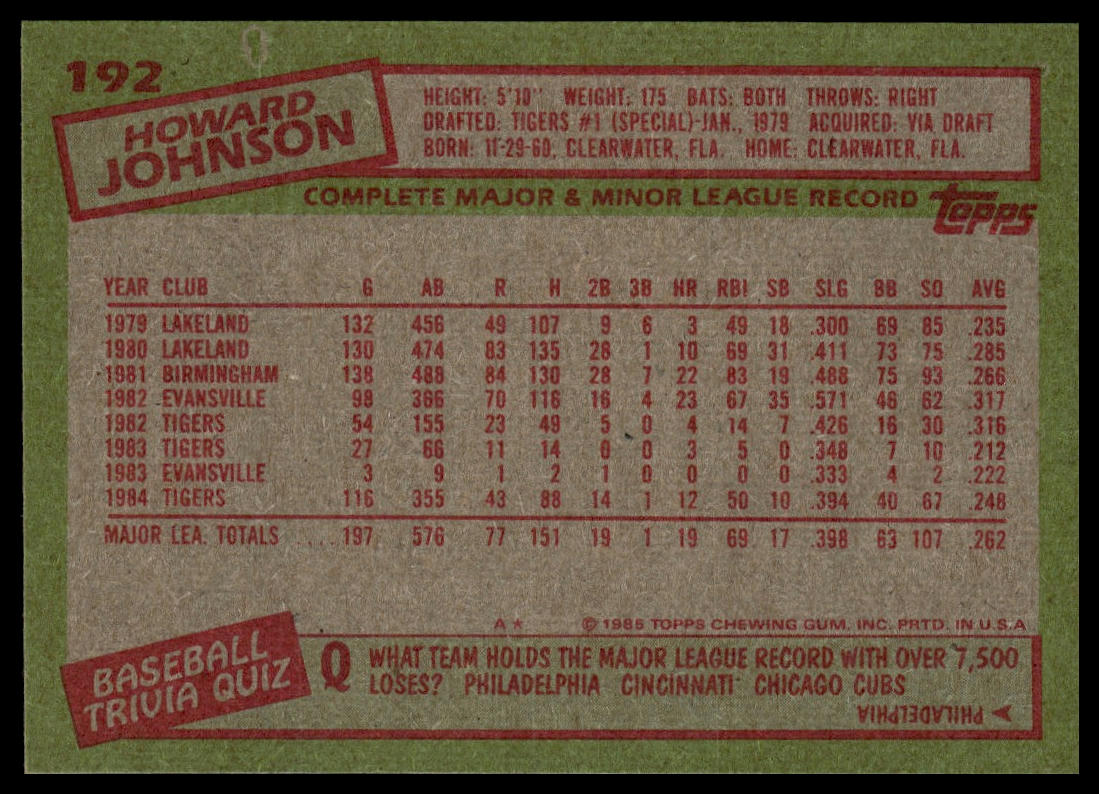 192
HOWARD
JOHNSON
HEIGHT: 5'10" WEIGHT: 175 BATS: BOTH THROWS: RIGHT
DRAFTED: TIGERS #1 (SPECIAL)-JAN., 1979 ACQUIRED: VIA DRAFT
BORN: 11-29-60, CLEARWATER, FLA. HOME: CLEARWATER, FLA.
COMPLETE MAJOR & MINOR LEAGUE RECORD topps
YEAR CLUB G AB R H 2B 3B HR RBI SB SLG BB SO AVG
1979 LAKELAND 132 456 49 107 9 6 3 49 18 .300 69 85 .235
1980 LAKELAND 130 474 83 135 28 1 10 69 31 .411 73 75 .285
1981 BIRMINGHAM 138 488 84 130 28 7 22 83 19 .488 75 93 .266
1982 EVANSVILLE 98 366 70 116 16 4 23 67 35 .571 46 62 .317
1982 TIGERS 54 155 23 49 5 0 4 14 7 .426 16 30 .316
1983 TIGERS 27 66 11 14 0 0 3 5 0 .348 7 10 .212
1983 EVANSVILLE 3 9 1 2 1 0 0 0 0 .333 4 2 .222
1984 TIGERS 116 355 43 88 14 1 12 50 10 .394 40 67 .248
MAJOR LEA. TOTALS .... 197 576 77 151 19 1 19 69 17 .398 63 107 .262
A* © 1985 TOPPS CHEWING GUM, INC. PRTD. IN U.S.A
BASEBALL
TRIVIA QUIZ
Q WHAT TEAM HOLDS THE MAJOR LEAGUE RECORD WITH OVER 7,500
LOSES? PHILADELPHIA CINCINNATI CHICAGO CUBS
PHILADELPHIA